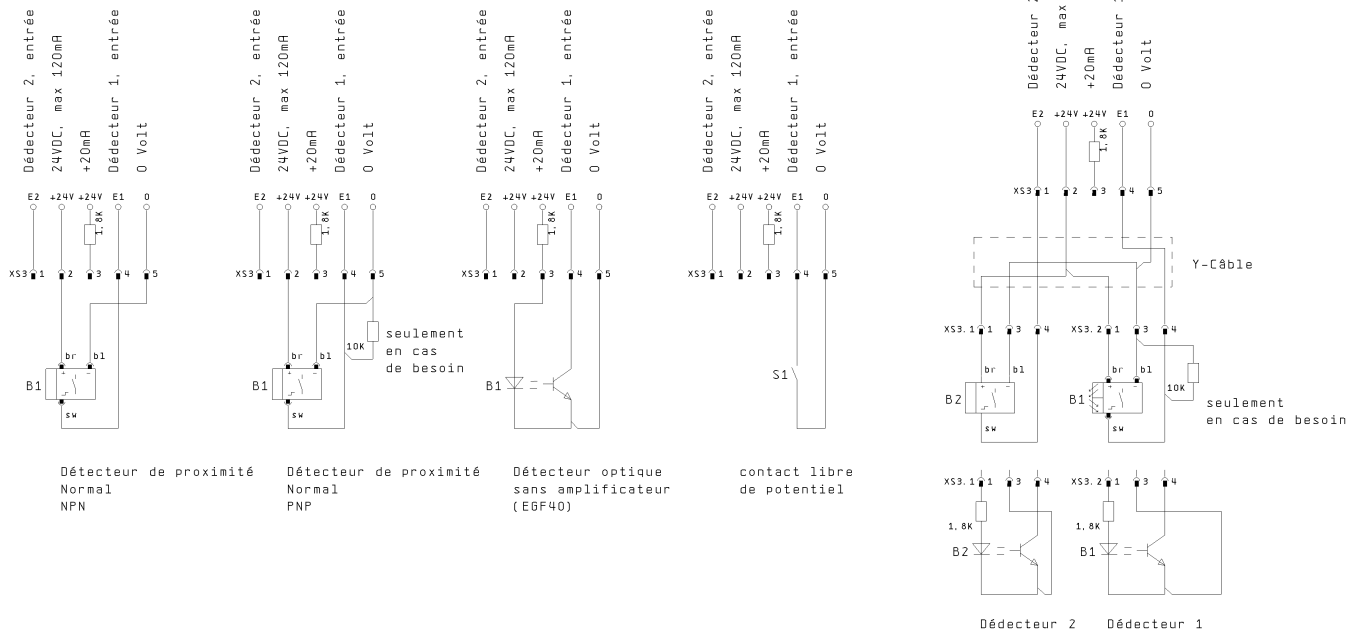 Dédecteur 2, entrée
24VDC, max 120mA
+20mA
Dédecteur 1, entrée
0 Volt
E2 +24V +24V E1 0
1,8K
XS3 1 2 3 4 5
br bl
B1
+ -
sw
Détecteur de proximité
Normal
NPN
Dédecteur 2, entrée
24VDC, max 120mA
+20mA
Dédecteur 1, entrée
0 Volt
E2 +24V +24V E1 0
1,8K
XS3 1 2 3 4 5
10K
seulement
en cas
de besoin
br bl
B1
+ -
sw
Détecteur de proximité
Normal
PNP
Dédecteur 2, entrée
24VDC, max 120mA
+20mA
Dédecteur 1, entrée
0 Volt
E2 +24V +24V E1 0
1,8K
XS3 1 2 3 4 5
B1
Détecteur optique
sans amplificateur
(EGF40)
Dédecteur 2, entrée
24VDC, max 120mA
+20mA
Dédecteur 1, entrée
0 Volt
E2 +24V +24V E1 0
1,8K
XS3 1 2 3 4 5
S1
contact libre
de potentiel
Dédecteur
24VDC, max
+20mA
Dédecteur
0 Volt
E2 +24V +24V E1 0
1,8K
XS3 1 2 3 4 5
Y-Câble
XS3.1 1 3 4
XS3.2 1 3 4
br bl
B2
+ -
sw
br bl
B1
+ -
sw
10K
seulement
en cas de besoin
XS3.1 1 3 4
XS3.2 1 3 4
1,8K
B2
1,8K
B1
Dédecteur 2
Dédecteur 1